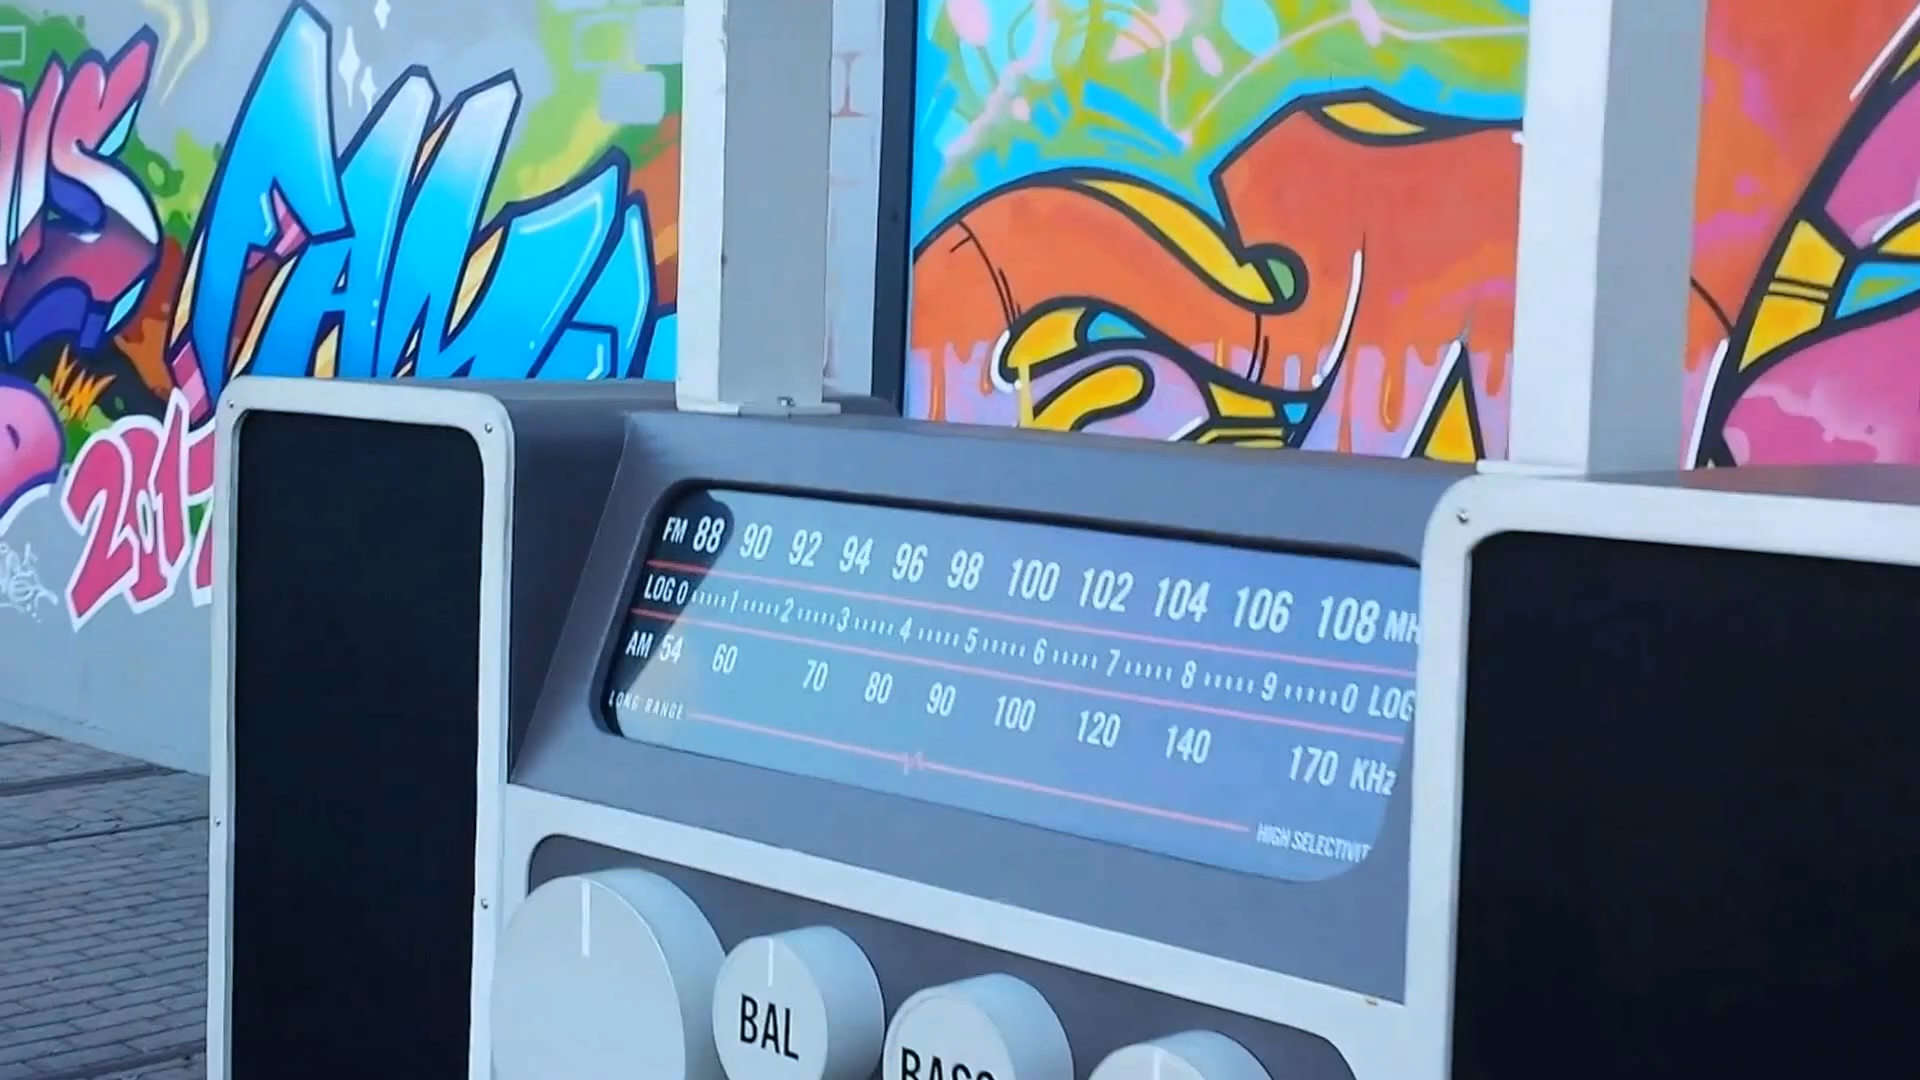 2017
FM 88 90 92 94 96 98 100 102 104 106 108 MH
LOG 0 1 2 3 4 5 6 7 8 9 0 LOG
AM 54 60 70 80 90 100 120 140 170 KHz
LONG RANGE
HIGH SELECTIVIT
BAL
BASS